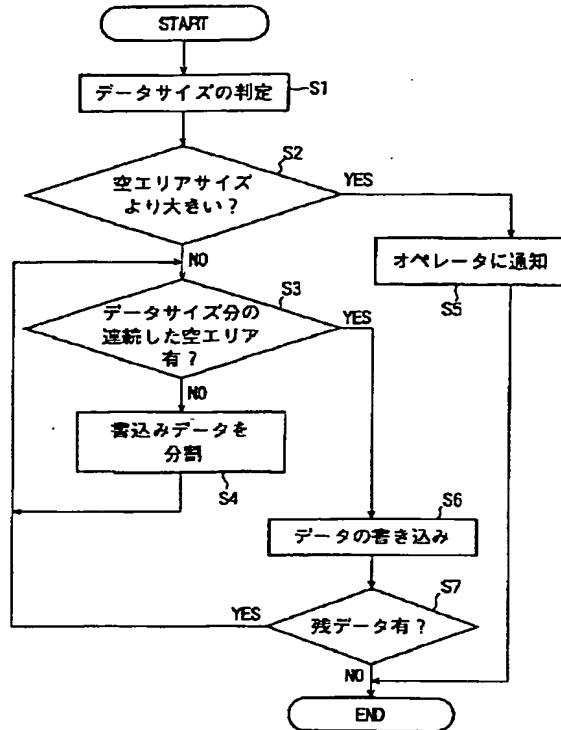 START
データサイズの判定
S1
S2
空エリアサイズ
より大きい?
YES
NO
オペレータに通知
S5
S3
データサイズ分の
連続した空エリア
有?
YES
NO
書込みデータを
分割
S4
S6
データの書き込み
S7
YES
残データ有?
NO
END